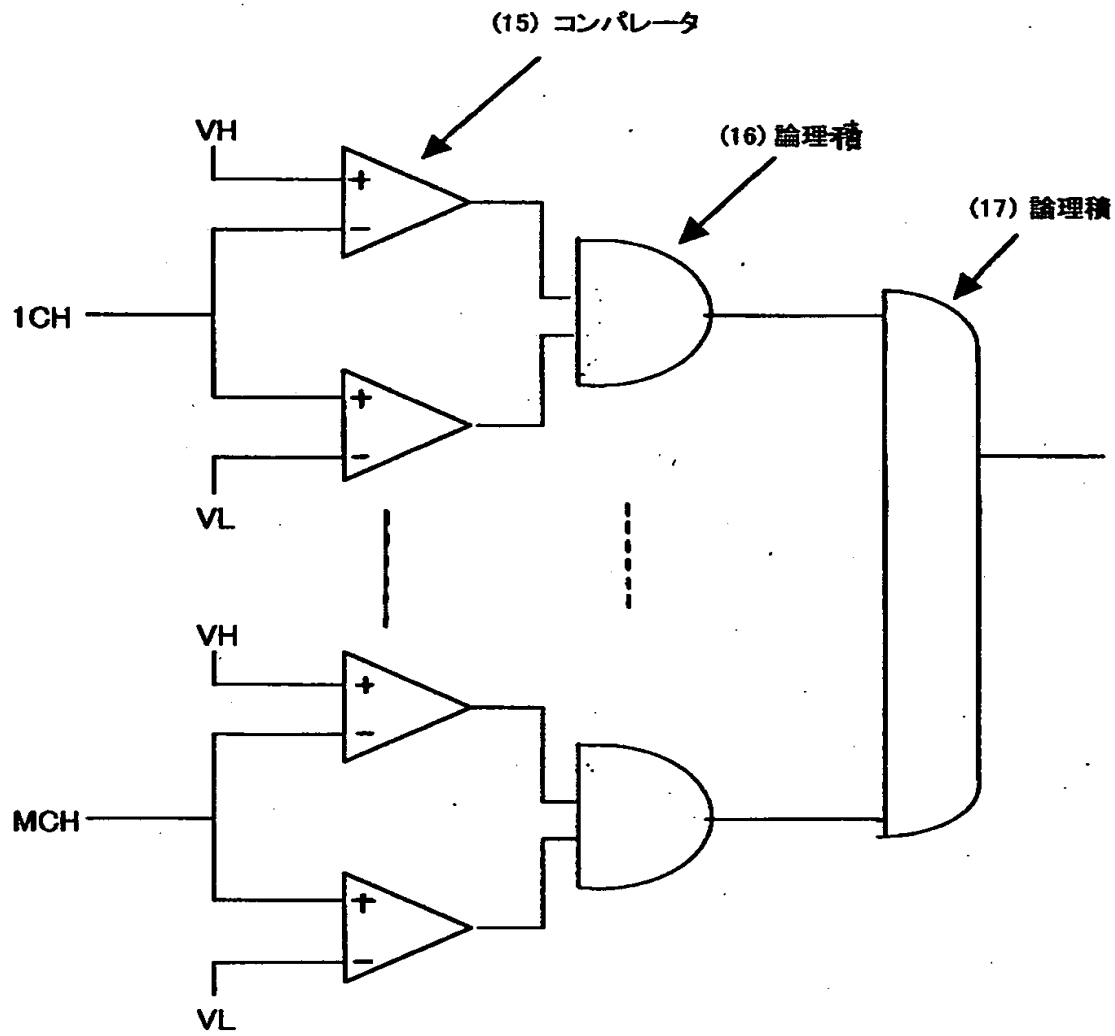 (15) コンパレータ
(16) 論理積
(17) 論理積
VH
+
-
1CH
+
-
VL
VH
+
-
MCH
+
-
VL